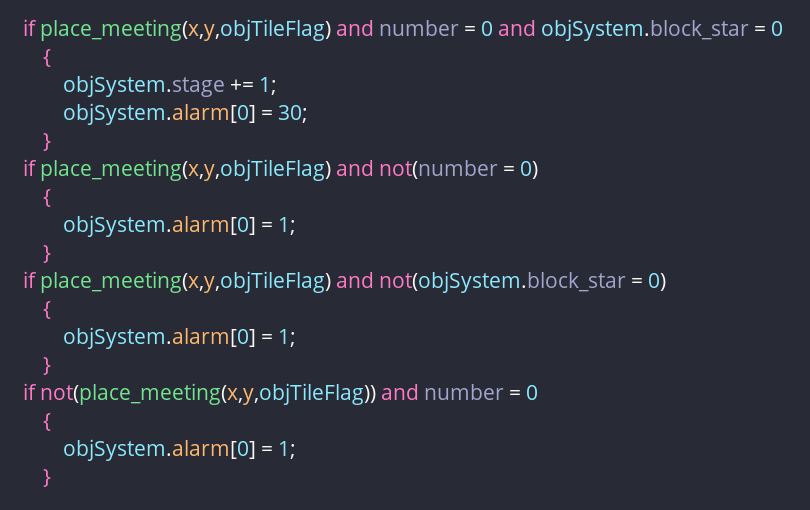 if place_meeting(x,y,objTileFlag) and number = 0 and objSystem.block_star = 0
{
objSystem.stage += 1;
objSystem.alarm[0] = 30;
}
if place_meeting(x,y,objTileFlag) and not(number = 0)
{
objSystem.alarm[0] = 1;
}
if place_meeting(x,y,objTileFlag) and not(objSystem.block_star = 0)
{
objSystem.alarm[0] = 1;
}
if not(place_meeting(x,y,objTileFlag)) and number = 0
{
objSystem.alarm[0] = 1;
}